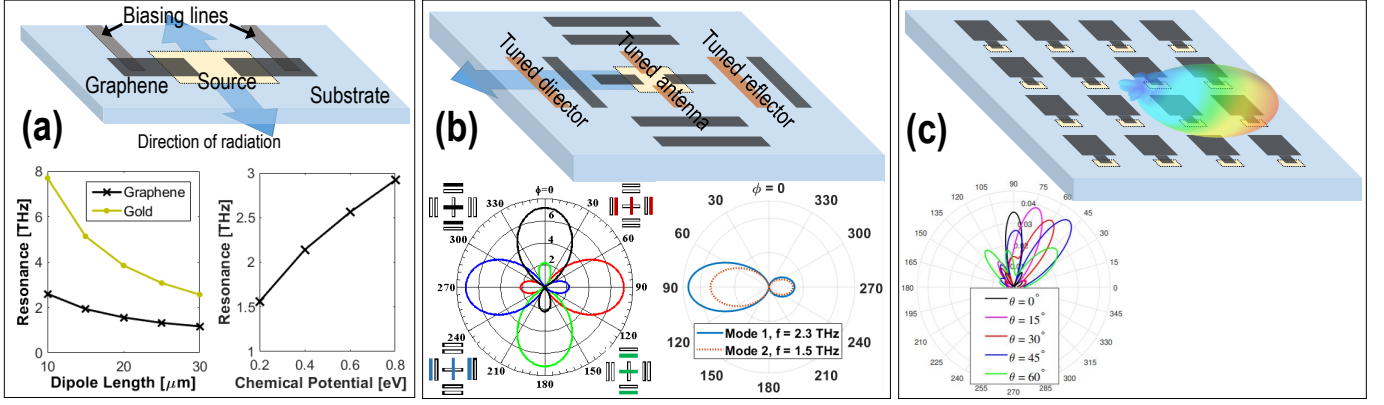 Biasing lines
Graphene
Source
Substrate
(a)
Direction of radiation
Graphene
Gold
Resonance [THz]
8
6
4
2
0
10
15
20
25
30
Dipole Length [μm]
Resonance [THz]
3
2.5
2
1.5
1
0.2
0.4
0.6
0.8
Chemical Potential [eV]
Tuned director
Tuned antenna
Tuned reflector
(b)
ϕ=0
30
60
90
120
150
180
210
240
270
300
330
6
4
2
ϕ = 0
30
60
90
120
150
180
210
240
270
300
330
Mode 1, f = 2.3 THz
Mode 2, f = 1.5 THz
(c)
90
75
60
45
30
15
0
345
330
315
300
285
270
255
240
225
210
195
180
165
150
135
120
105
0.04
0.03
θ = 0°
θ = 15°
θ = 30°
θ = 45°
θ = 60°